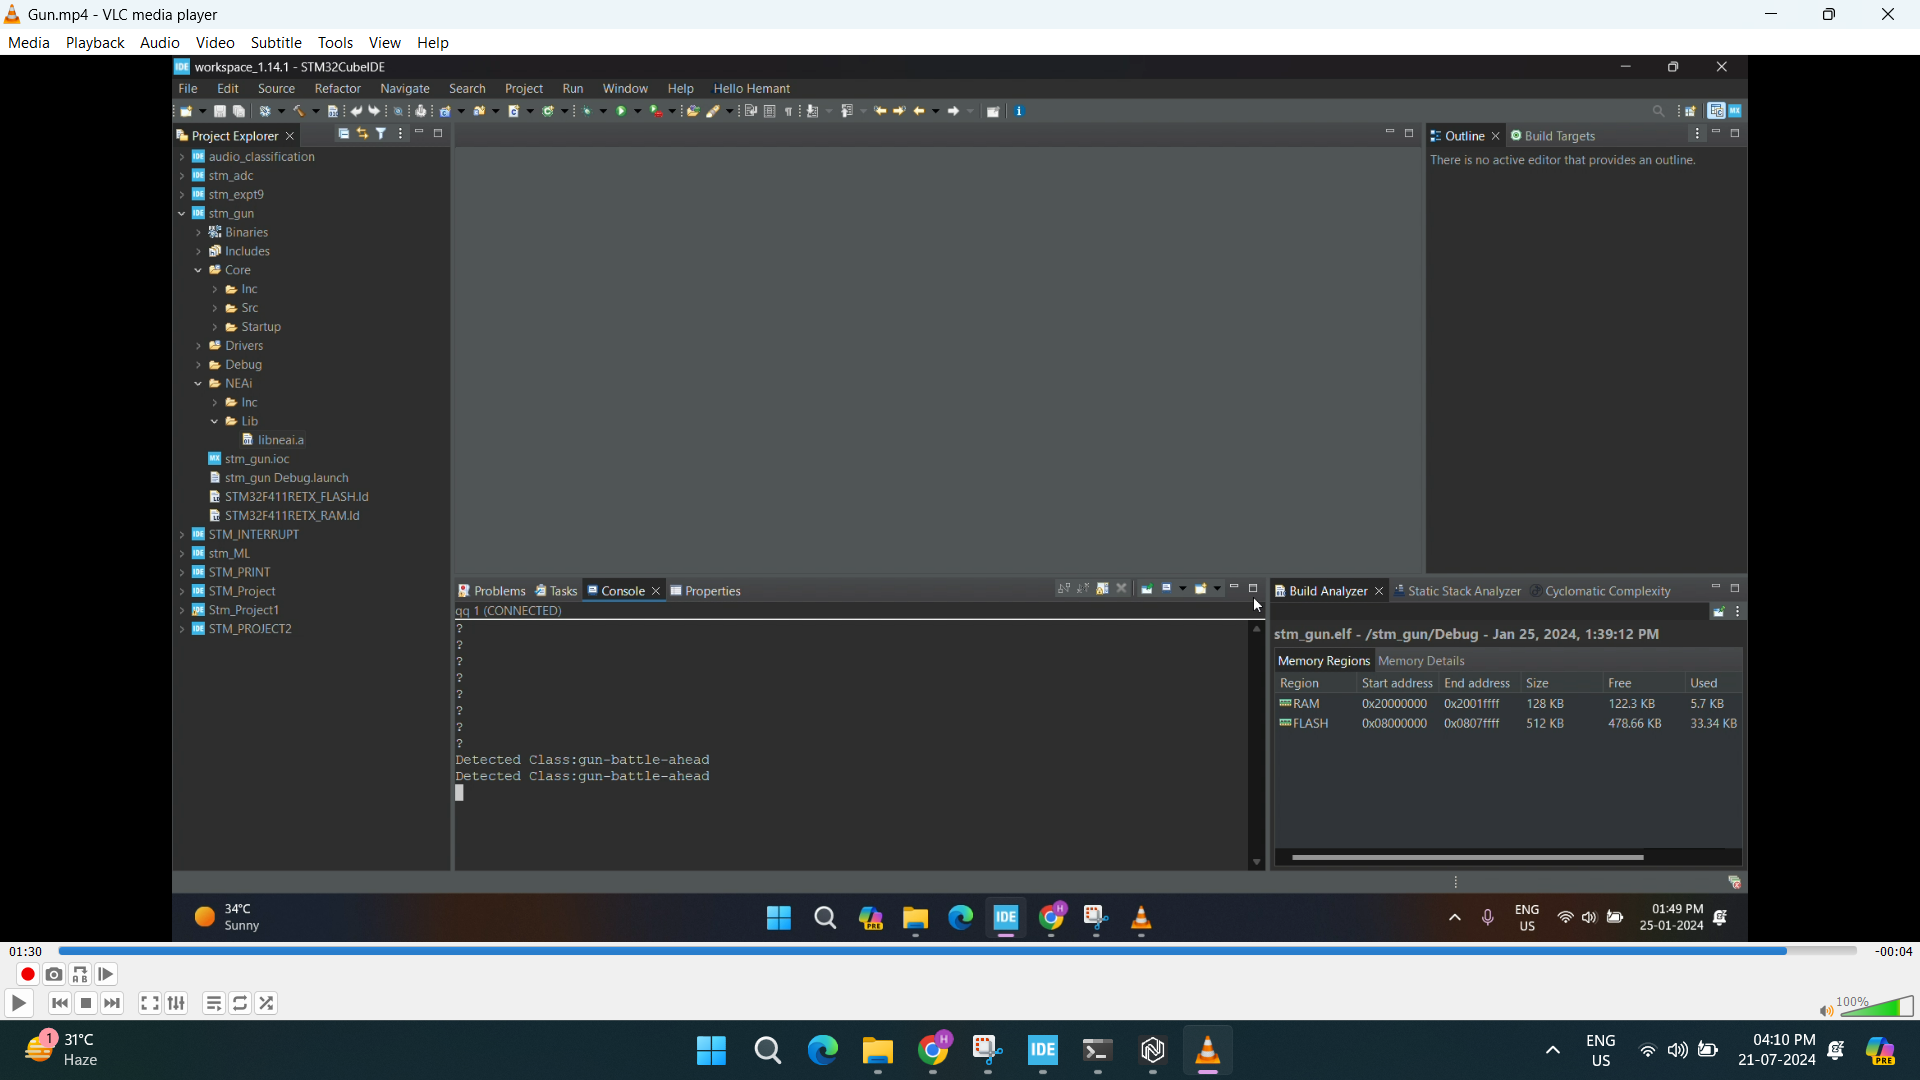 Gun.mp4 - VLC media player
Media Playback Audio Video Subtitle Tools View Help
IDE workspace_1.14.1 - STM32CubeIDE
File Edit Source Refactor Navigate Search Project Run Window Help Hello Hemant
Project Explorer
audio_classification
stm_adc
stm_expt9
stm_gun
Binaries
Includes
Core
Inc
Src
Startup
Drivers
Debug
NEAi
Inc
Lib
libneai.a
stm_gun.ioc
stm_gun Debug.launch
STM32F411RETX_FLASH.ld
STM32F411RETX_RAM.ld
STM_INTERRUPT
stm_ML
STM_PRINT
STM_Project
Stm_Project1
STM_PROJECT2
Outline Build Targets
There is no active editor that provides an outline.
Problems Tasks Console Properties
qq 1 (CONNECTED)
?
?
?
?
?
?
?
?
Detected Class:gun-battle-ahead
Detected Class:gun-battle-ahead
Build Analyzer Static Stack Analyzer Cyclomatic Complexity
stm_gun.elf - /stm_gun/Debug - Jan 25, 2024, 1:39:12 PM
Memory Regions Memory Details
Region Start address End address Size Free Used
RAM 0x20000000 0x2001ffff 128 KB 122.3 KB 5.7 KB
FLASH 0x08000000 0x0807ffff 512 KB 478.66 KB 33.34 KB
34°C
Sunny
PRE
IDE
H
ENG
US
01:49 PM
25-01-2024
01:30
-00:04
100%
1
31°C
Haze
H
IDE
ENG
US
04:10 PM
21-07-2024
PRE